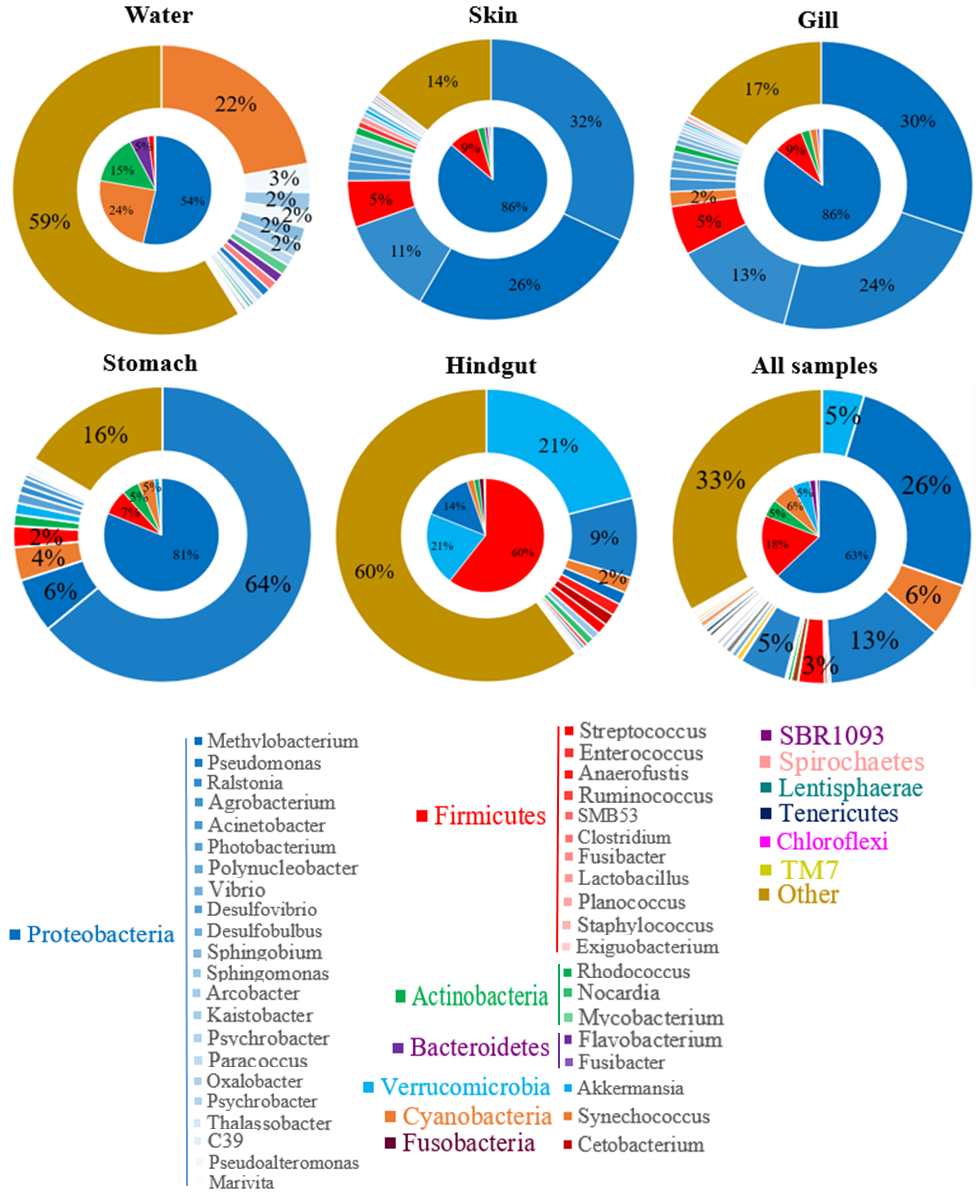 Water
22%
3%
2%
2%
2%
2%
59%
5%
15%
24%
54%
Skin
14%
32%
5%
11%
26%
9%
86%
Gill
17%
30%
2%
5%
13%
24%
9%
86%
Stomach
16%
2%
4%
6%
64%
5%
5%
7%
81%
Hindgut
21%
9%
2%
60%
14%
21%
60%
All samples
5%
26%
6%
13%
3%
5%
33%
5%
6%
5%
18%
63%
Proteobacteria
Methylobacterium
Pseudomonas
Ralstonia
Agrobacterium
Acinetobacter
Photobacterium
Polynucleobacter
Vibrio
Desulfovibrio
Desulfobulbus
Sphingobium
Sphingomonas
Arcobacter
Kaistobacter
Psychrobacter
Paracoccus
Oxalobacter
Psychrobacter
Thalassobacter
C39
Pseudoalteromonas
Marivita
Firmicutes
Streptococcus
Enterococcus
Anaerofustis
Ruminococcus
SMB53
Clostridium
Fusibacter
Lactobacillus
Planococcus
Staphylococcus
Exiguobacterium
Actinobacteria
Rhodococcus
Nocardia
Mycobacterium
Bacteroidetes
Flavobacterium
Fusibacter
Verrucomicrobia
Akkermansia
Cyanobacteria
Synechococcus
Fusobacteria
Cetobacterium
SBR1093
Spirochaetes
Lentisphaerae
Tenericutes
Chloroflexi
TM7
Other